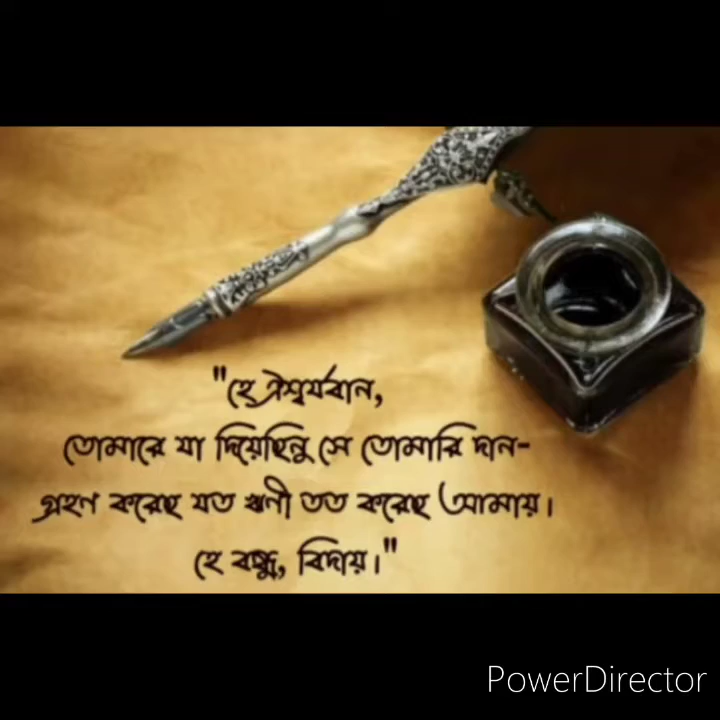 "হে ঐশ্বর্যবান,
তোমারে যা দিয়েছিনু সে তোমারি দান-
গ্রহণ করেছ যত ঋণী তত করেছ আমায়।
হে বন্ধু, বিদায়।"
PowerDirector